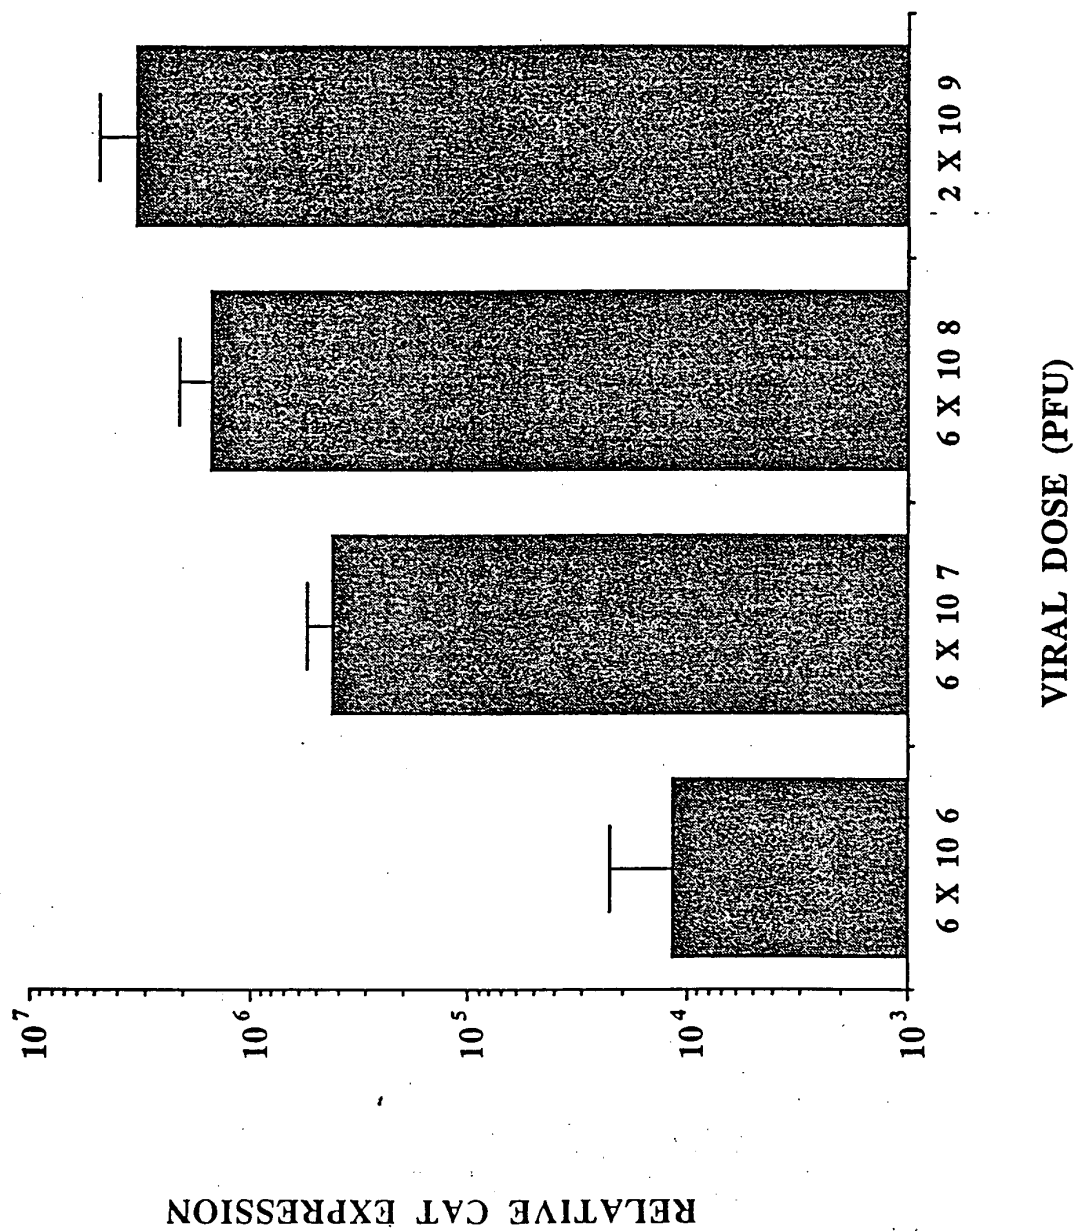 RELATIVE CAT EXPRESSION
10^7
10^6
10^5
10^4
10^3
6 X 10 6
6 X 10 7
6 X 10 8
2 X 10 9
VIRAL DOSE (PFU)